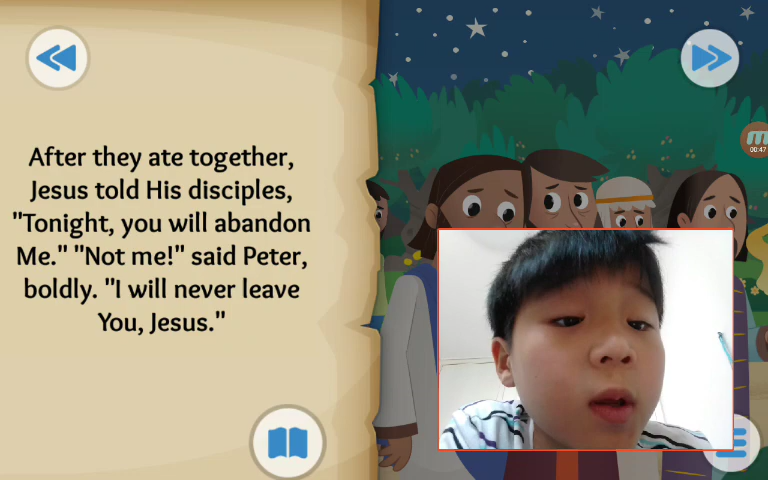 After they ate together,
Jesus told His disciples,
"Tonight, you will abandon
Me." "Not me!" said Peter,
boldly. "I will never leave
You, Jesus."
00:47